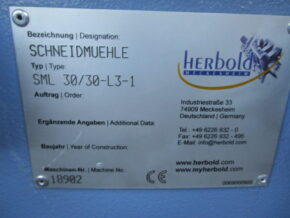 Bezeichnung | Designation:
SCHNEIDMUEHLE
Typ | Type:
SML 30/30-L3-1
Auftrag | Order:
Ergänzende Angaben | Additional Data:
Baujahr | Year of Construction:
Maschinen-Nr. | Machine No.
18902
herbold
MECKESHEIM
Industriestraße 33
74909 Meckesheim
Deutschland | Germany
Tel.: +49 6226 932 - 0
Fax: +49 6226 932 - 495
E-Mail: info@herbold.com
www.herbold.com
www.myherbold.com
CE